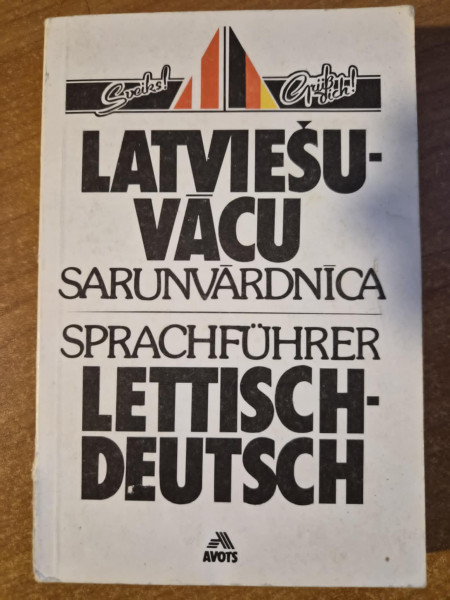 Sveiks!
Grüß dich!
LATVIEŠU-
VĀCU
SARUNVĀRDNĪCA
SPRACHFÜHRER
LETTISCH-
DEUTSCH
AVOTS